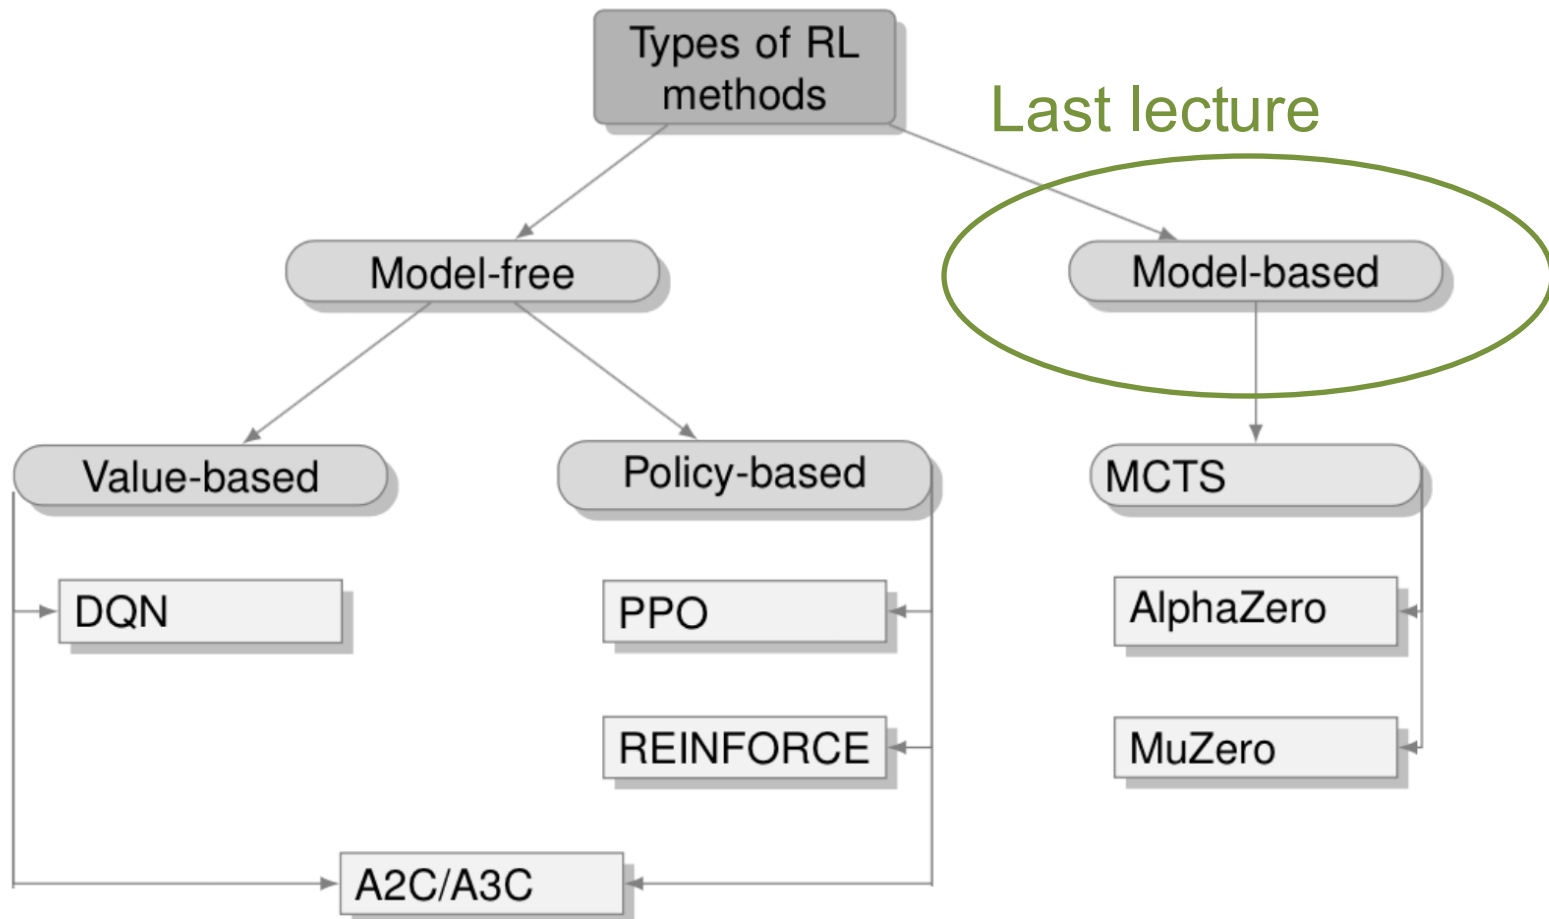 Types of RL
methods
Last lecture
Model-free
Model-based
Value-based
Policy-based
MCTS
DQN
PPO
AlphaZero
REINFORCE
MuZero
A2C/A3C